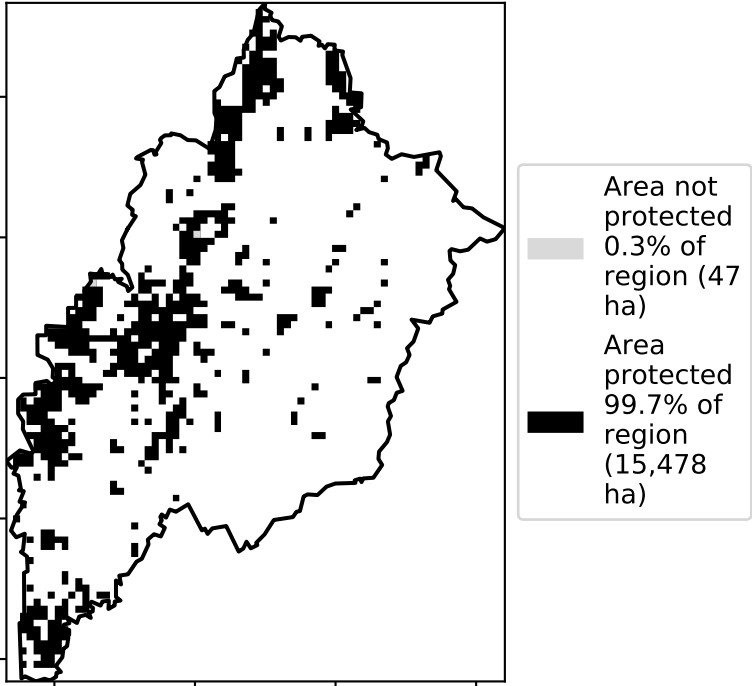 Area not
protected
0.3% of
region (47
ha)
Area
protected
99.7% of
region
(15,478
ha)